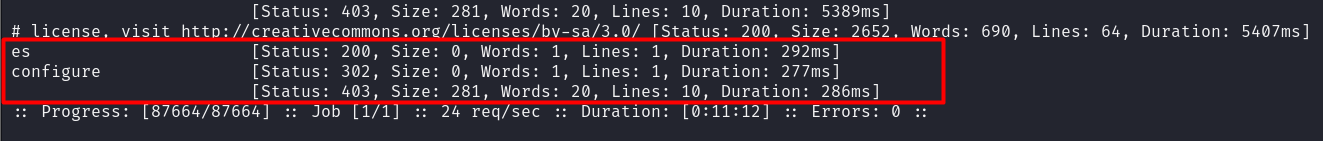 [Status: 403, Size: 281, Words: 20, Lines: 10, Duration: 5389ms]
# license, visit http://creativecommons.org/licenses/by-sa/3.0/ [Status: 200, Size: 2652, Words: 690, Lines: 64, Duration: 5407ms]
es [Status: 200, Size: 0, Words: 1, Lines: 1, Duration: 292ms]
configure [Status: 302, Size: 0, Words: 1, Lines: 1, Duration: 277ms]
[Status: 403, Size: 281, Words: 20, Lines: 10, Duration: 286ms]
:: Progress: [87664/87664] :: Job [1/1] :: 24 req/sec :: Duration: [0:11:12] :: Errors: 0 ::